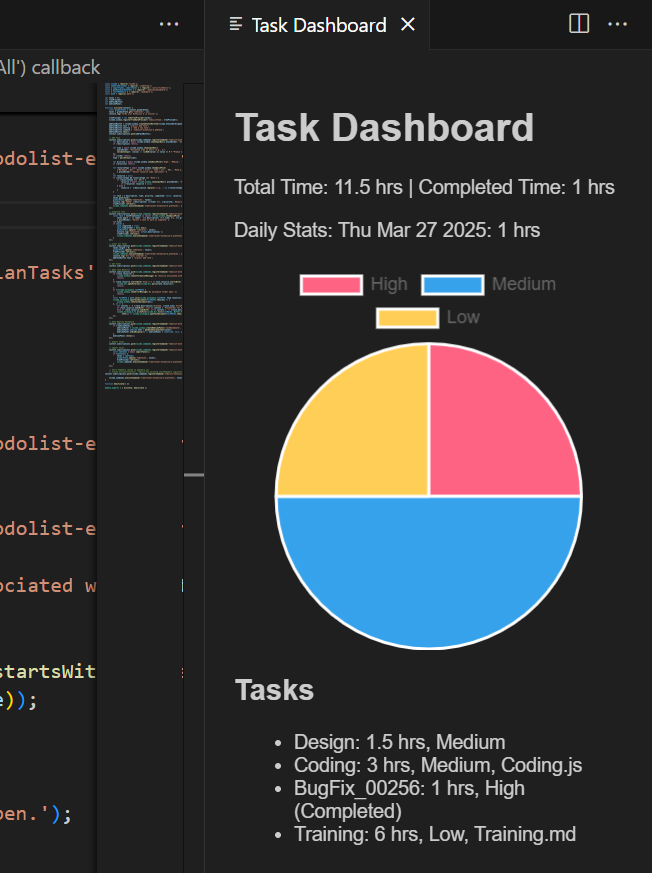 Task Dashboard
All') callback
odolist-e
lanTasks'
odolist-e
odolist-e
ociated w
startsWit
e));
pen.');
Task Dashboard
Total Time: 11.5 hrs | Completed Time: 1 hrs
Daily Stats: Thu Mar 27 2025: 1 hrs
High Medium
Low
Tasks
• Design: 1.5 hrs, Medium
• Coding: 3 hrs, Medium, Coding.js
• BugFix_00256: 1 hrs, High
(Completed)
• Training: 6 hrs, Low, Training.md